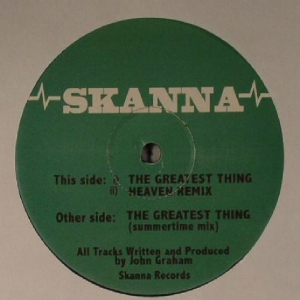 SKANNA
This side: i) THE GREATEST THING
ii) HEAVEN REMIX
Other side: THE GREATEST THING
(summertime mix)
All Tracks Written and Produced
by John Graham
Skanna Records